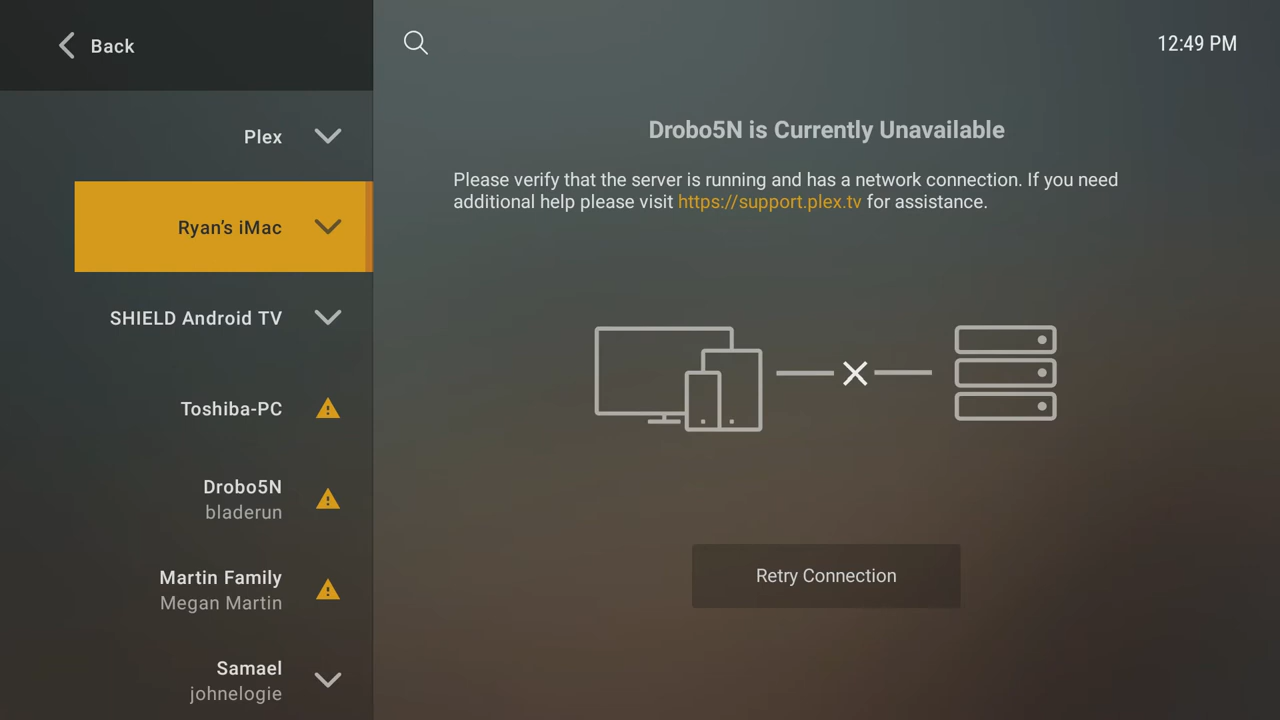 Back
12:49 PM
Plex
Ryan’s iMac
SHIELD Android TV
Toshiba-PC
Drobo5N
bladerun
Martin Family
Megan Martin
Samael
johnelogie
Drobo5N is Currently Unavailable
Please verify that the server is running and has a network connection. If you need
additional help please visit https://support.plex.tv for assistance.
Retry Connection